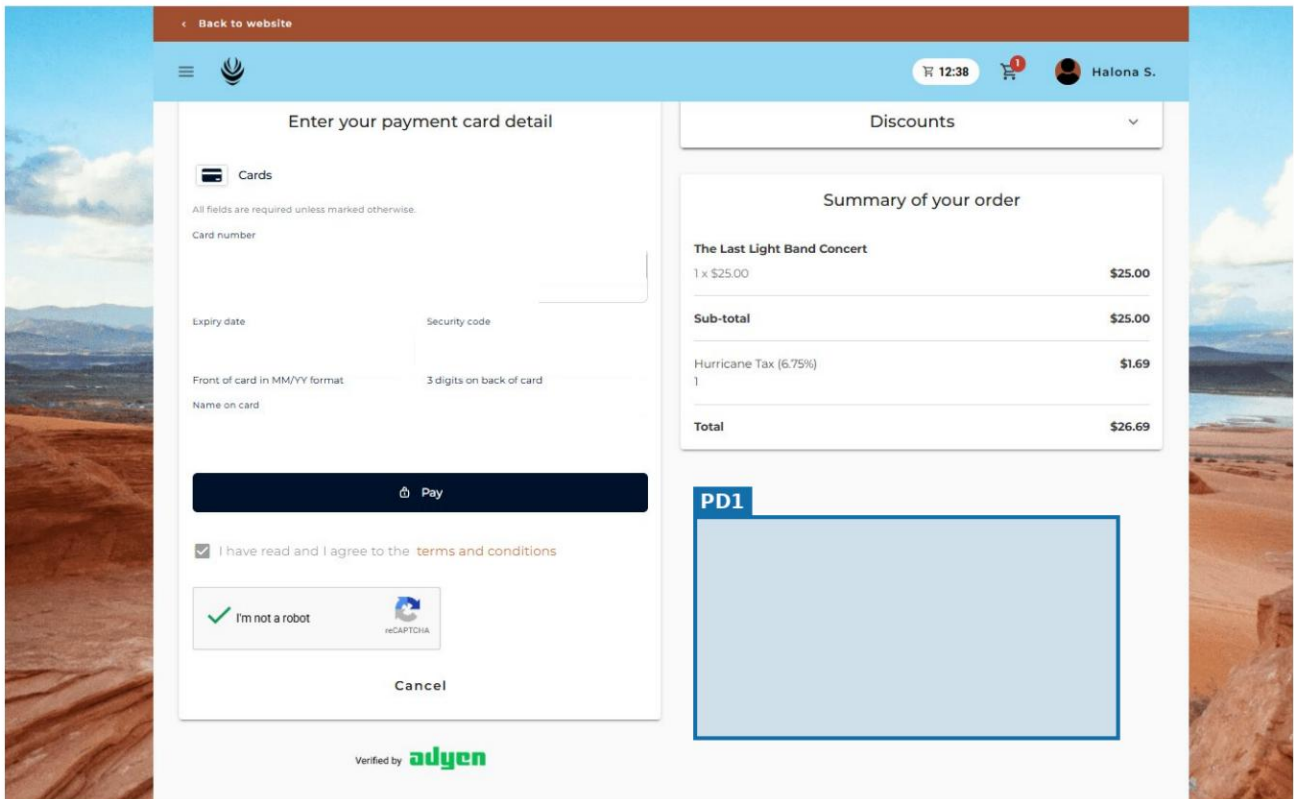 Back to website
12:38
1
Halona S.
Enter your payment card detail
Cards
All fields are required unless marked otherwise.
Card number
Expiry date
Security code
Front of card in MM/YY format
3 digits on back of card
Name on card
Pay
I have read and I agree to the terms and conditions
I'm not a robot
reCAPTCHA
Cancel
Verified by adyen
Discounts
Summary of your order
The Last Light Band Concert
1 x $25.00 $25.00
Sub-total $25.00
Hurricane Tax (6.75%) $1.69
1
Total $26.69
PD1